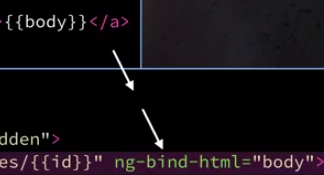 {{body}}</a>
dden">
es/{{id}}" ng-bind-html="body">